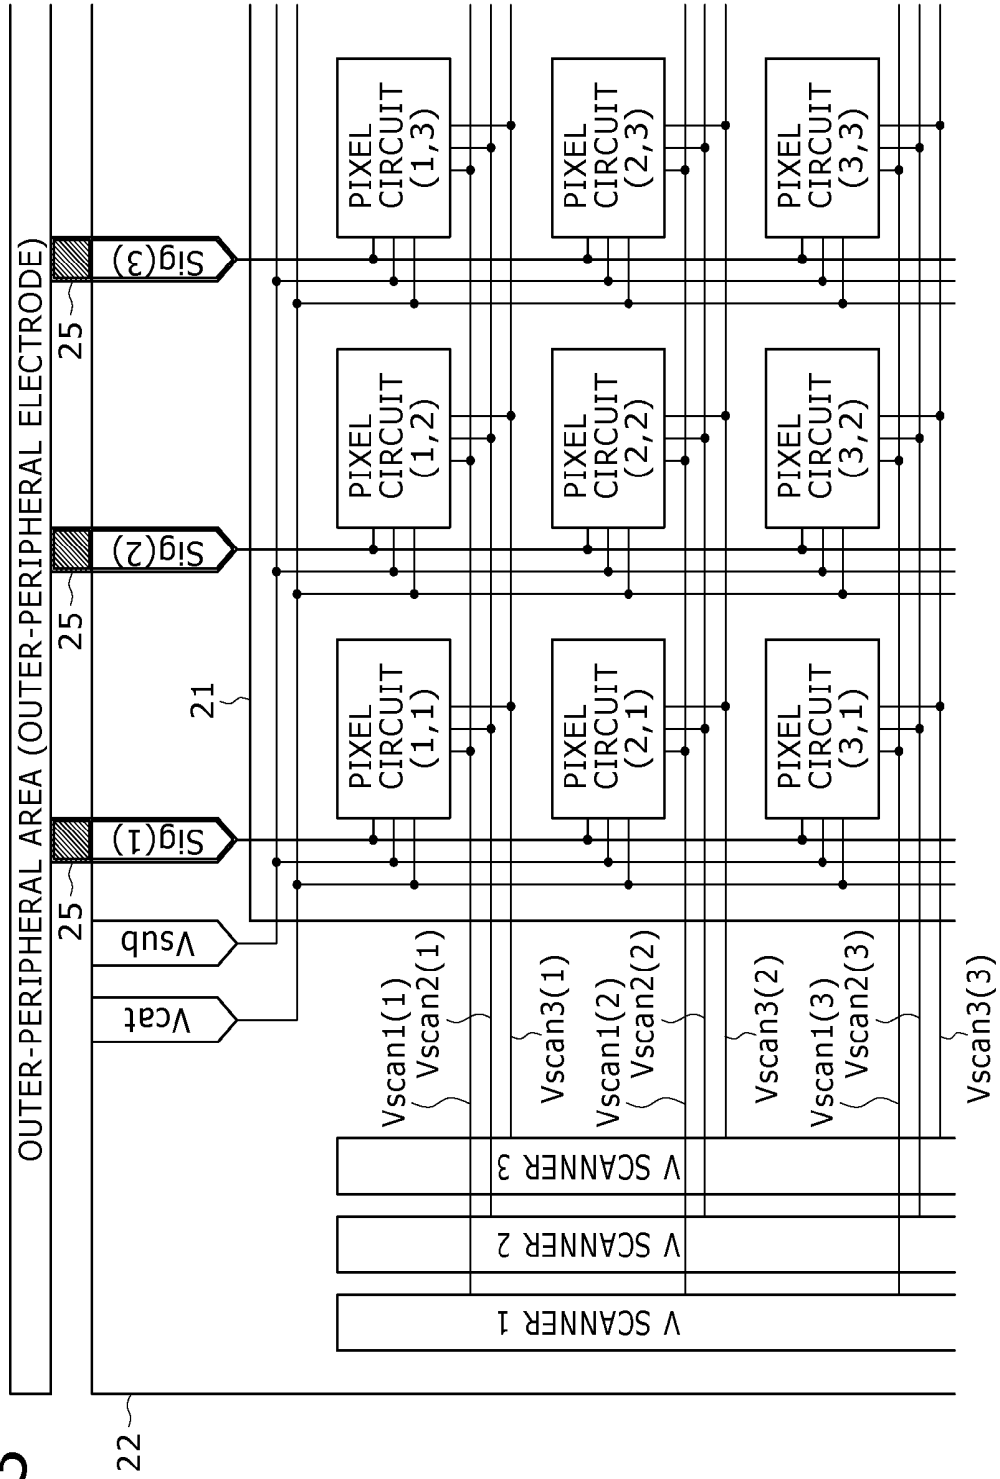 OUTER-PERIPHERAL AREA (OUTER-PERIPHERAL ELECTRODE)
25
25
25
22
21
Vcat
Vsub
Sig(1)
Sig(2)
Sig(3)
V SCANNER 1
V SCANNER 2
V SCANNER 3
Vscan1(1)
Vscan2(1)
Vscan3(1)
PIXEL
CIRCUIT
(1,1)
PIXEL
CIRCUIT
(1,2)
PIXEL
CIRCUIT
(1,3)
Vscan1(2)
Vscan2(2)
Vscan3(2)
PIXEL
CIRCUIT
(2,1)
PIXEL
CIRCUIT
(2,2)
PIXEL
CIRCUIT
(2,3)
Vscan1(3)
Vscan2(3)
Vscan3(3)
PIXEL
CIRCUIT
(3,1)
PIXEL
CIRCUIT
(3,2)
PIXEL
CIRCUIT
(3,3)